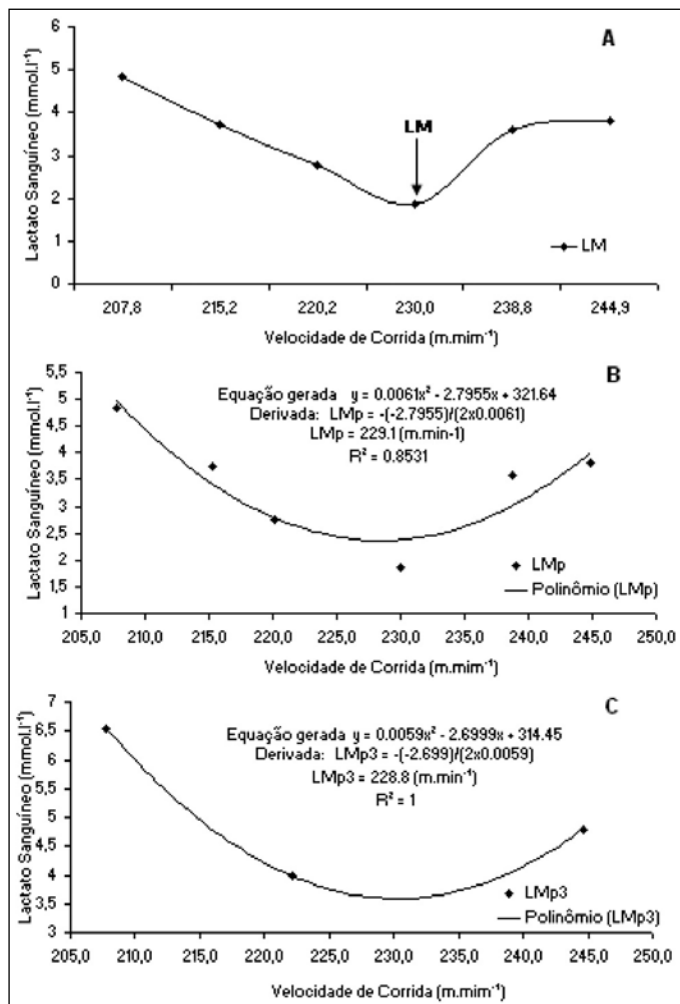 A
Lactato Sanguíneo (mmol.l⁻¹)
6
5
4
3
2
1
0
LM
LM
207,8 215,2 220,2 230,0 238,8 244,9
Velocidade de Corrida (m.mim⁻¹)
B
Lactato Sanguíneo (mmol.l⁻¹)
5,5
5
4,5
4
3,5
3
2,5
2
1,5
1
Equação gerada y = 0.0061x² - 2.7955x + 321.64
Derivada: LMp = -(-2.7955)/(2x0.0061)
LMp = 229.1 (m.min-1)
R² = 0.8531
LMp
Polinômio (LMp)
205,0 210,0 215,0 220,0 225,0 230,0 235,0 240,0 245,0 250,0
Velocidade de Corrida (m.mim⁻¹)
C
Lactato Sanguíneo (mmol.l⁻¹)
7
6,5
6
5,5
5
4,5
4
3,5
3
Equação gerada y = 0.0059x² - 2.6999x + 314.45
Derivada: LMp3 = -(-2.699)/(2x0.0059)
LMp3 = 228.8 (m.min⁻¹)
R² = 1
LMp3
Polinômio (LMp3)
205,0 210,0 215,0 220,0 225,0 230,0 235,0 240,0 245,0 250,0
Velocidade de Corrida (m.mim⁻¹)